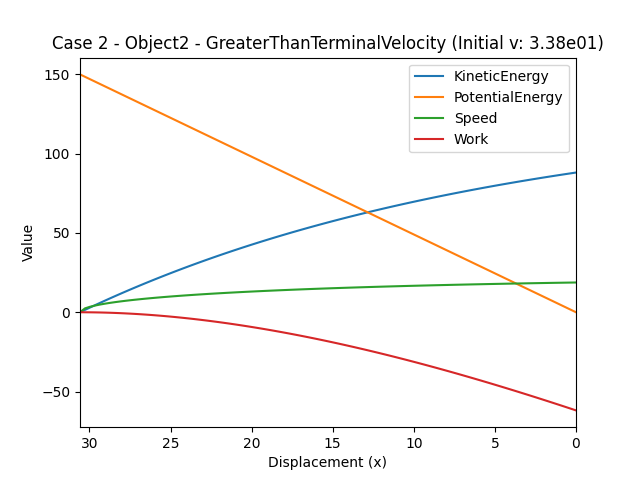 Case 2 - Object2 - GreaterThanTerminalVelocity (Initial v: 3.38e01)
KineticEnergy
PotentialEnergy
Speed
Work
Value
150
100
50
0
−50
30
25
20
15
10
5
0
Displacement (x)